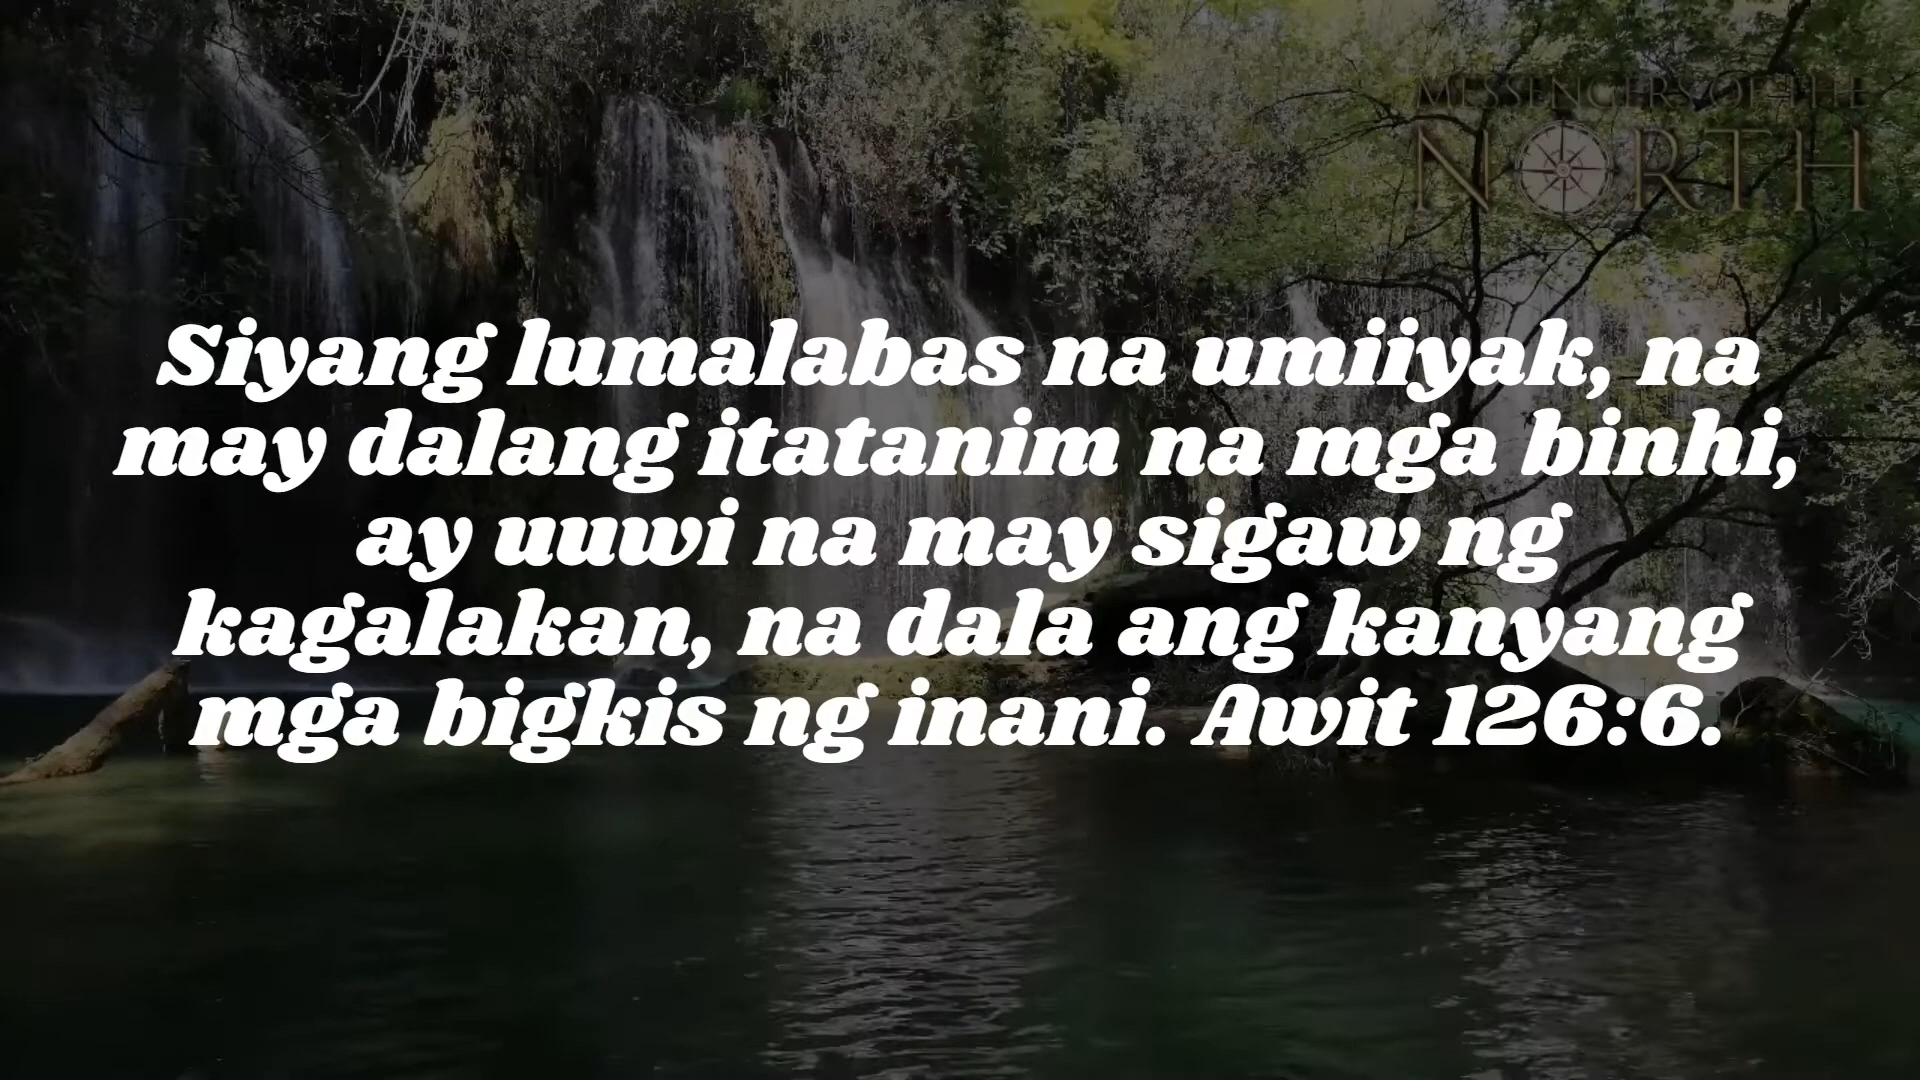 MESSENGERS OF THE
NORTH
Siyang lumalabas na umiiyak, na
may dalang itatanim na mga binhi,
ay uuwi na may sigaw ng
kagalakan, na dala ang kanyang
mga bigkis ng inani. Awit 126:6.